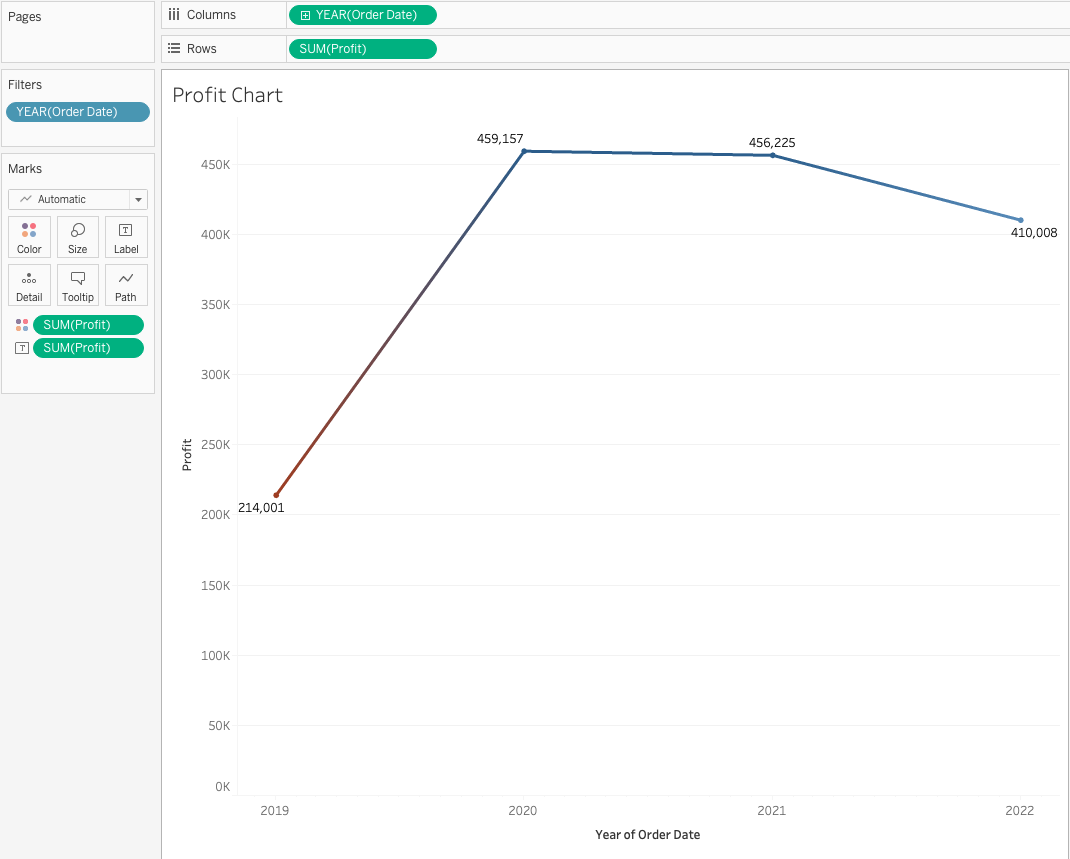 Pages
Columns
YEAR(Order Date)
Rows
SUM(Profit)
Filters
YEAR(Order Date)
Marks
Automatic
Color
Size
T
Label
Detail
Tooltip
Path
SUM(Profit)
T
SUM(Profit)
Profit Chart
459,157
456,225
410,008
214,001
450K
400K
350K
300K
250K
200K
150K
100K
50K
0K
Profit
2019
2020
2021
2022
Year of Order Date